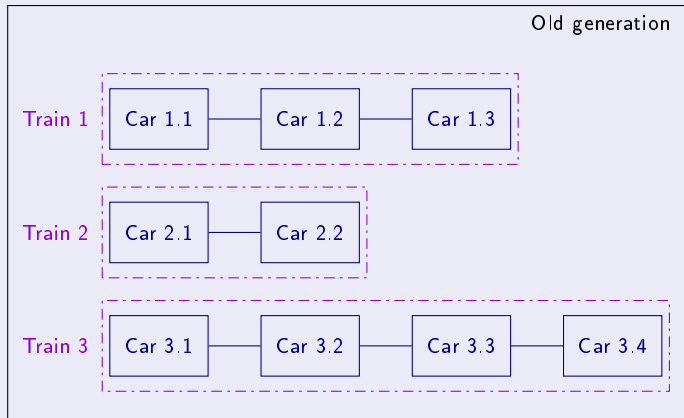 Old generation
Train 1 Car 1.1 Car 1.2 Car 1.3
Train 2 Car 2.1 Car 2.2
Train 3 Car 3.1 Car 3.2 Car 3.3 Car 3.4